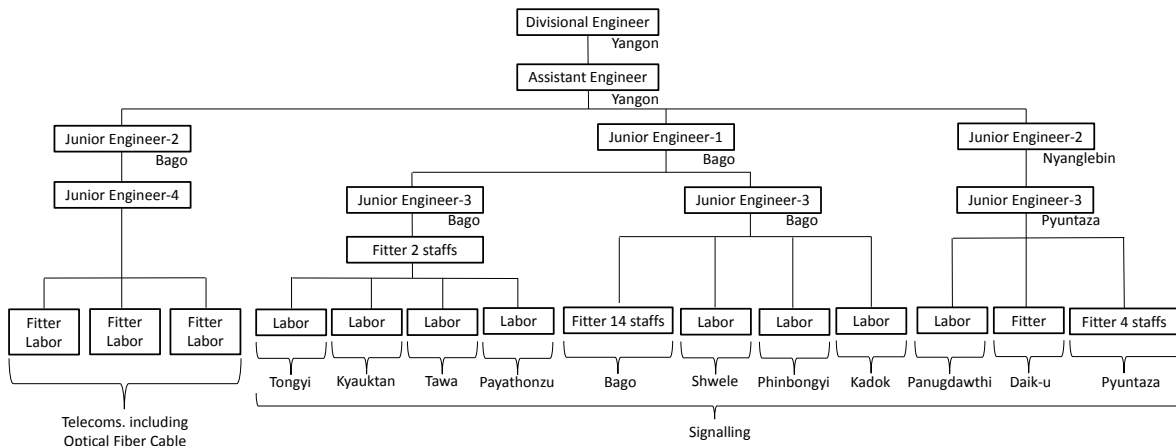 Divisional Engineer
Yangon
Assistant Engineer
Yangon
Junior Engineer-2
Bago
Junior Engineer-1
Bago
Junior Engineer-2
Nyanglebin
Junior Engineer-4
Junior Engineer-3
Bago
Junior Engineer-3
Bago
Junior Engineer-3
Pyuntaza
Fitter 2 staffs
Fitter
Labor
Fitter
Labor
Fitter
Labor
Labor
Labor
Labor
Labor
Fitter 14 staffs
Labor
Labor
Labor
Labor
Fitter
Fitter 4 staffs
Tongyi
Kyauktan
Tawa
Payathonzu
Bago
Shwele
Phinbongyi
Kadok
Panugdawthi
Daik-u
Pyuntaza
Telecoms. including
Optical Fiber Cable
Signalling